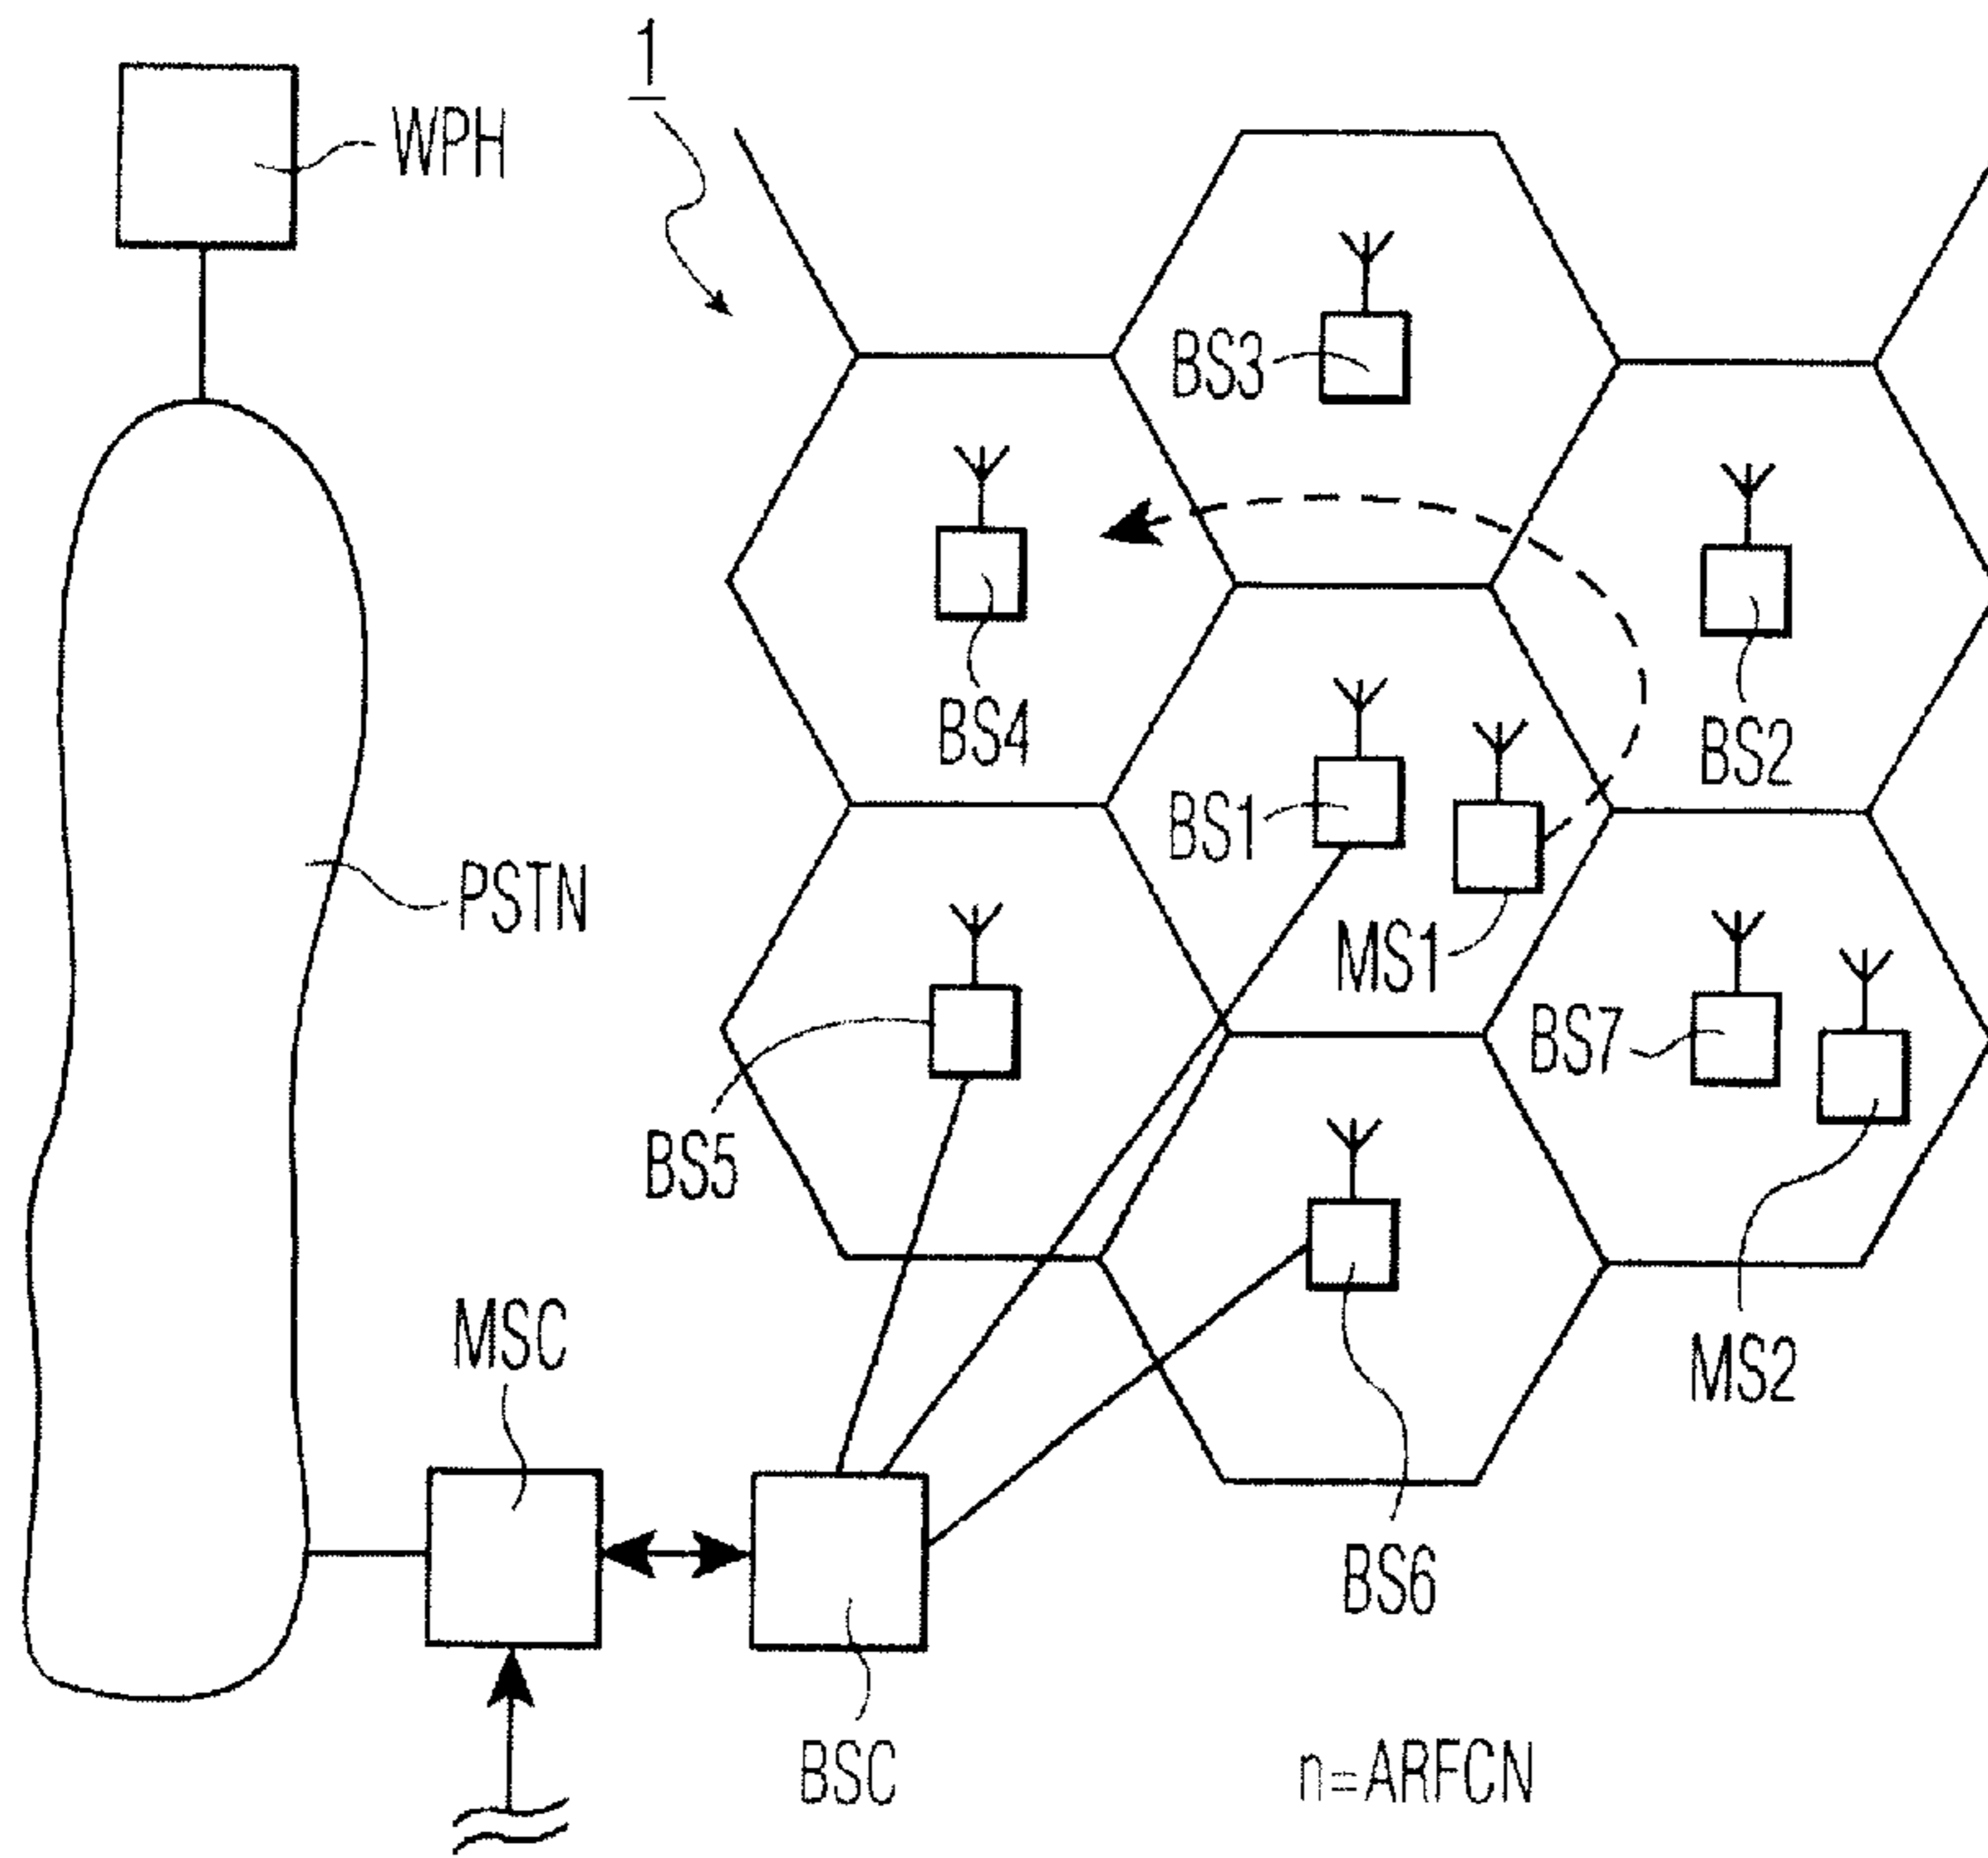 1
WPH
BS3
BS4
BS2
BS1
PSTN
MS1
BS7
BS5
MSC
MS2
BS6
BSC
n=ARFCN